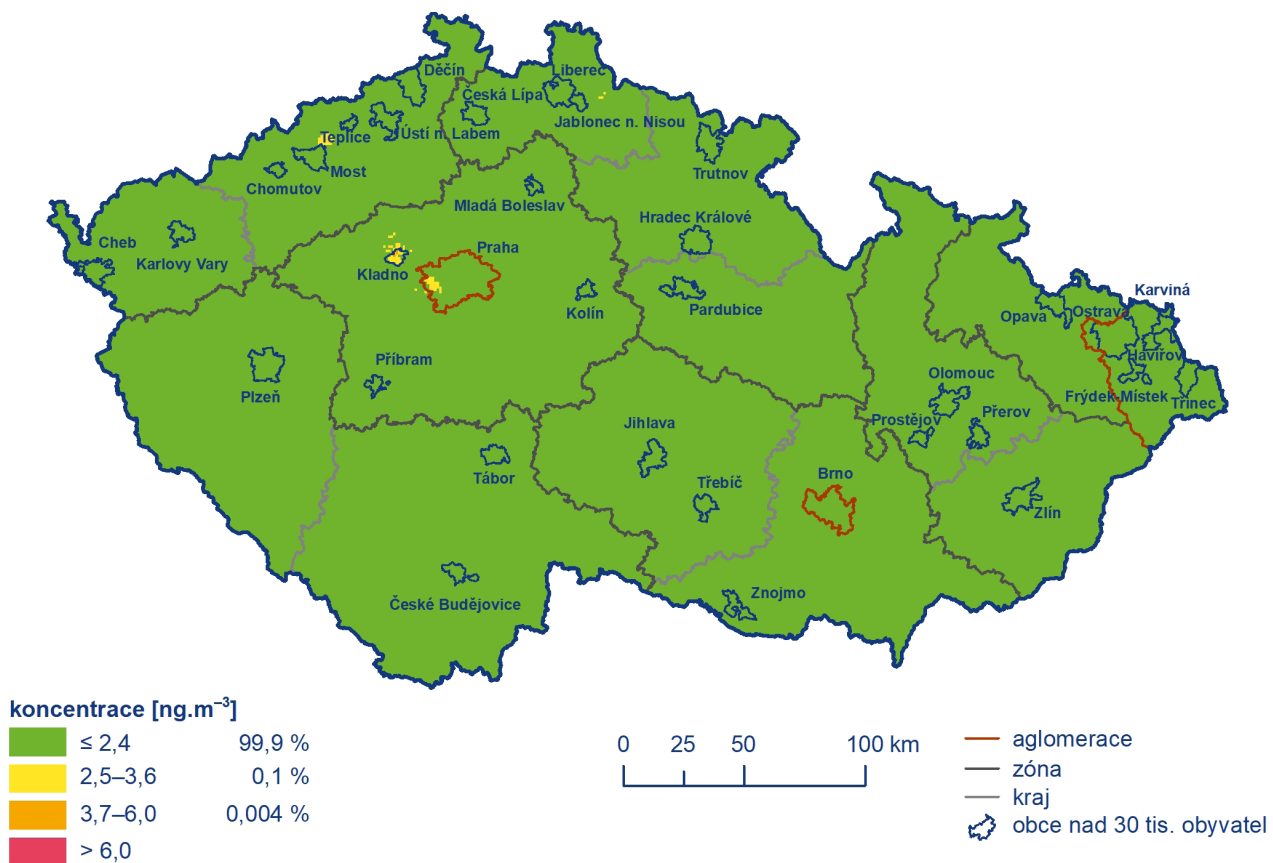 Děčín
Liberec
Česká Lípa
Jablonec n. Nisou
Teplice
Ústí n. Labem
Most
Chomutov
Trutnov
Mladá Boleslav
Hradec Králové
Cheb
Karlovy Vary
Praha
Kladno
Kolín
Pardubice
Karviná
Opava
Ostrava
Havířov
Plzeň
Příbram
Olomouc
Frýdek-Místek
Třinec
Prostějov
Přerov
Jihlava
Tábor
Třebíč
Brno
Zlín
České Budějovice
Znojmo
koncentrace [ng.m⁻³]
≤ 2,4 99,9 %
2,5–3,6 0,1 %
3,7–6,0 0,004 %
> 6,0
0 25 50 100 km
aglomerace
zóna
kraj
obce nad 30 tis. obyvatel